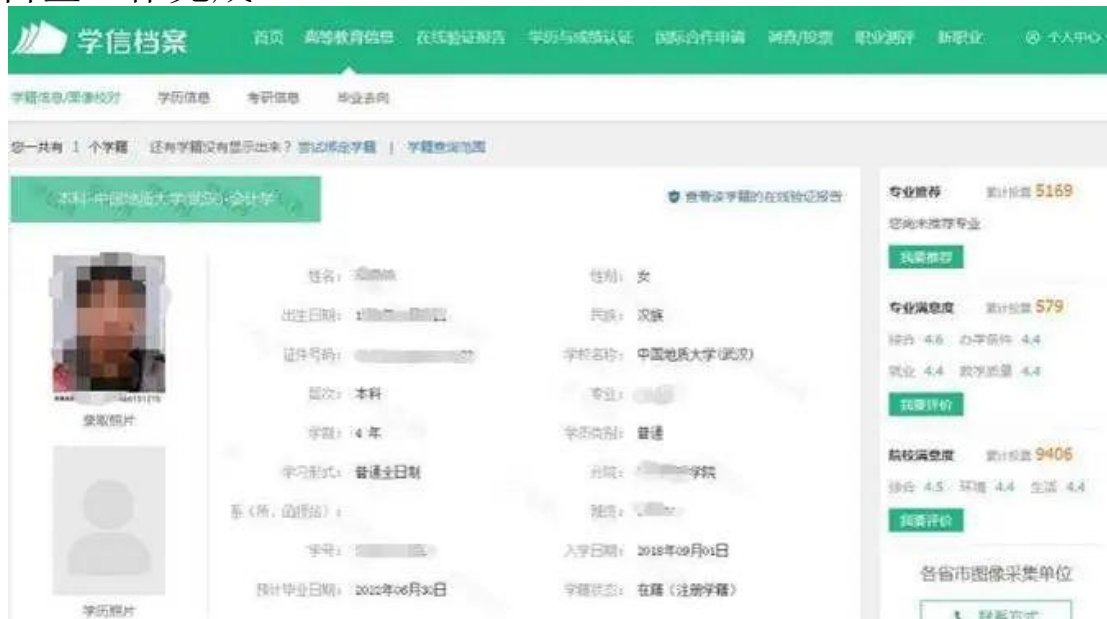 学信档案 首页 高等教育信息 在线验证报告 学历与成绩认证 国际合作申请 调查/投票 职业测评 新职业 个人中心
学籍信息/图像校对 学历信息 考研信息 毕业去向
您一共有 1 个学籍 还有学籍没有显示出来？尝试绑定学籍 | 学籍查询范围
本科-中国地质大学(武汉)-会计学
查看该学籍的在线验证报告
姓名：
性别： 女
出生日期： 1
民族： 汉族
证件号码：
学校名称： 中国地质大学(武汉)
层次： 本科
专业：
学制： 4 年
学历类别： 普通
学习形式： 普通全日制
分院： 学院
系（所，函授站）：
班级：
学号：
入学日期： 2018年09月01日
预计毕业日期： 2022年06月30日
学籍状态： 在籍（注册学籍）
录取照片
学历照片
专业推荐 累计投票 5169
您尚未推荐专业
我要推荐
专业满意度 累计投票 579
综合 4.6 办学条件 4.4
就业 4.4 教学质量 4.4
我要评价
院校满意度 累计投票 9406
综合 4.5 环境 4.4 生活 4.4
我要评价
各省市图像采集单位
联系方式